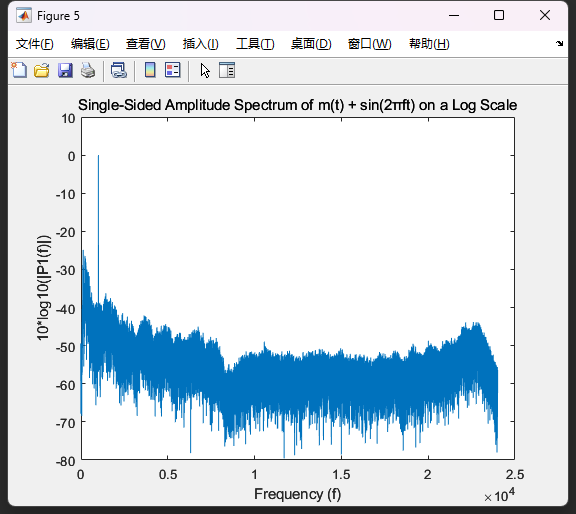 Figure 5
文件(F) 编辑(E) 查看(V) 插入(I) 工具(T) 桌面(D) 窗口(W) 帮助(H)
Single-Sided Amplitude Spectrum of m(t) + sin(2πft) on a Log Scale
10
0
-10
-20
-30
-40
-50
-60
-70
-80
10*log10(|P1(f)|)
0 0.5 1 1.5 2 2.5
Frequency (f)
×10⁴